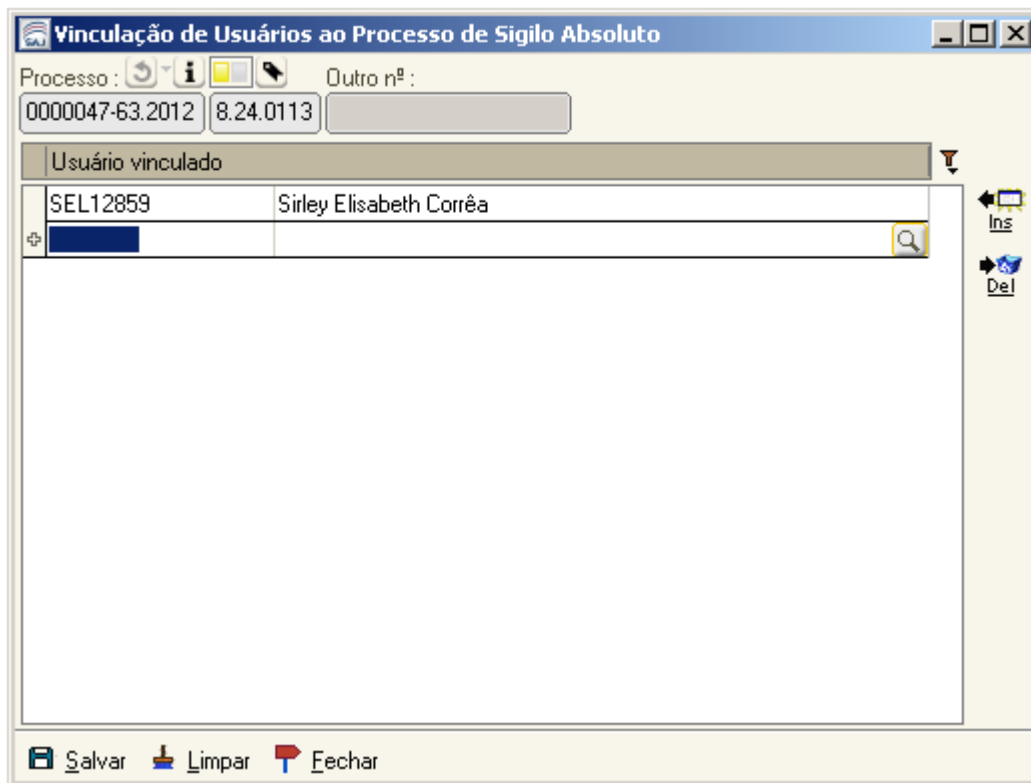 Vinculação de Usuários ao Processo de Sigilo Absoluto
Processo : Outro nº :
0000047-63.2012 8.24.0113
Usuário vinculado
SEL12859 Sirley Elisabeth Corrêa
Ins
Del
Salvar Limpar Fechar